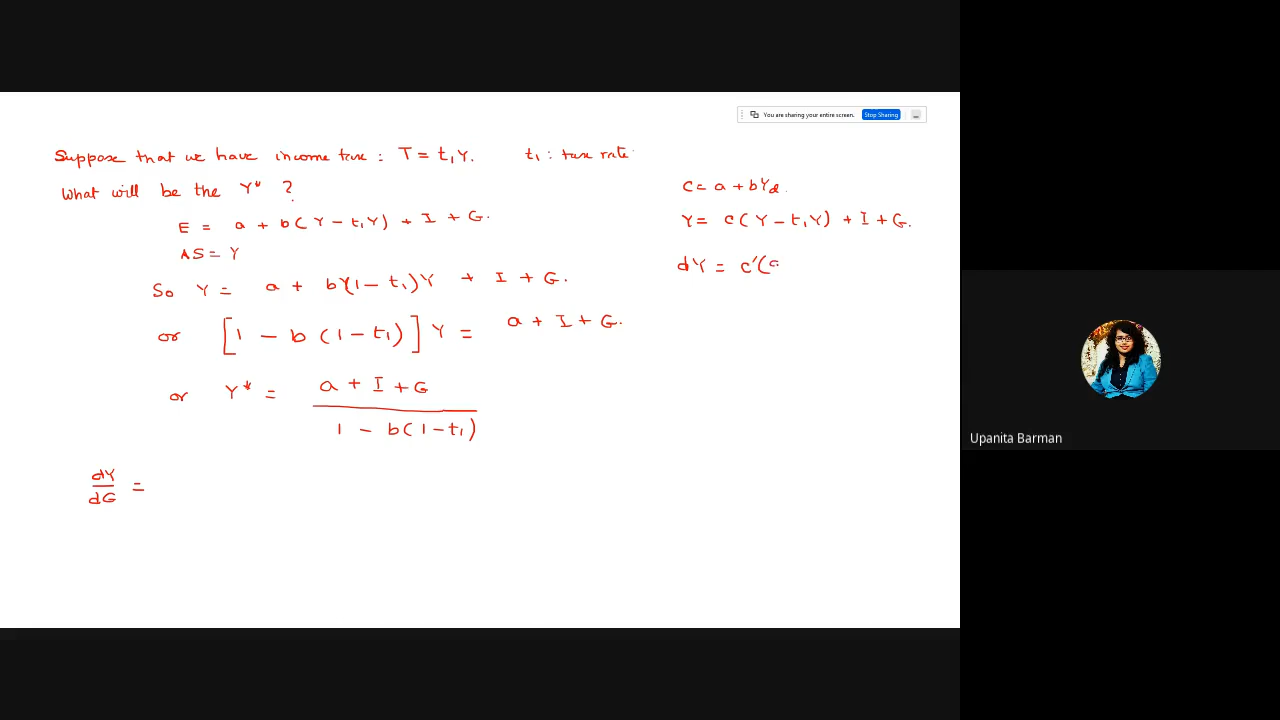 You are sharing your entire screen. Stop Sharing
Suppose that we have income tax : T = t₁Y. t₁ : tax rate.
What will be the Y* ?
E = a + b(Y - t₁Y) + I + G.
AS = Y
So Y = a + b(1 - t₁)Y + I + G.
or [1 - b (1 - t₁)] Y = a + I + G.
or Y* = a + I + G / 1 - b(1 - t₁)
dY/dG =
C = a + bYd.
Y = c(Y - t₁Y) + I + G.
dY = c'(
Upanita Barman